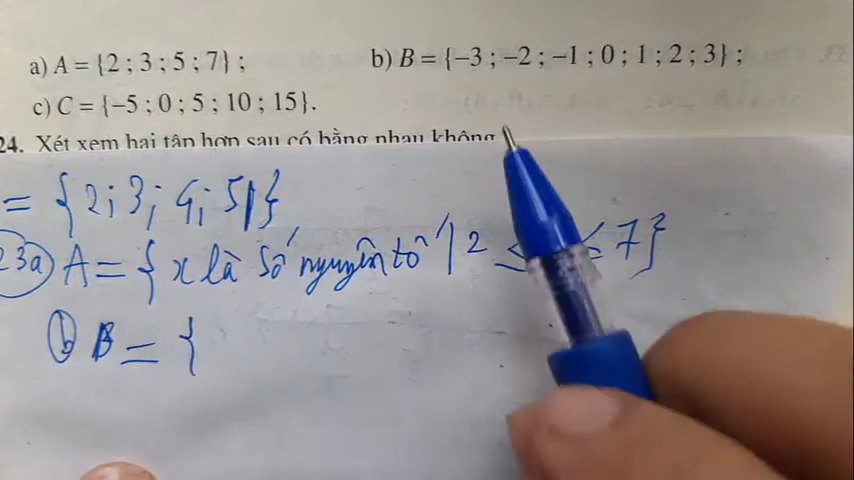 a) A = {2 ; 3 ; 5 ; 7} ; b) B = {−3 ; −2 ; −1 ; 0 ; 1 ; 2 ; 3} ;
c) C = {−5 ; 0 ; 5 ; 10 ; 15}.
24. Xét xem hai tập hợp sau có bằng nhau không
= {2; 3; 4; 5}
23a) A = { x là số nguyên tố | 2 ≤ ≤ 7}
b B = {